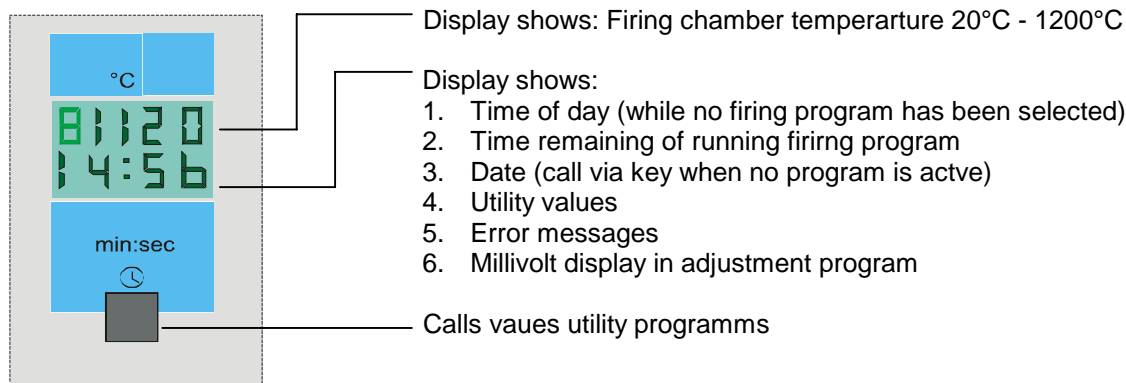 Display shows: Firing chamber temperarture 20°C - 1200°C
°C
81120
14:56
min:sec
Display shows:
1. Time of day (while no firing program has been selected)
2. Time remaining of running firirng program
3. Date (call via key when no program is actve)
4. Utility values
5. Error messages
6. Millivolt display in adjustment program
Calls vaues utility programms